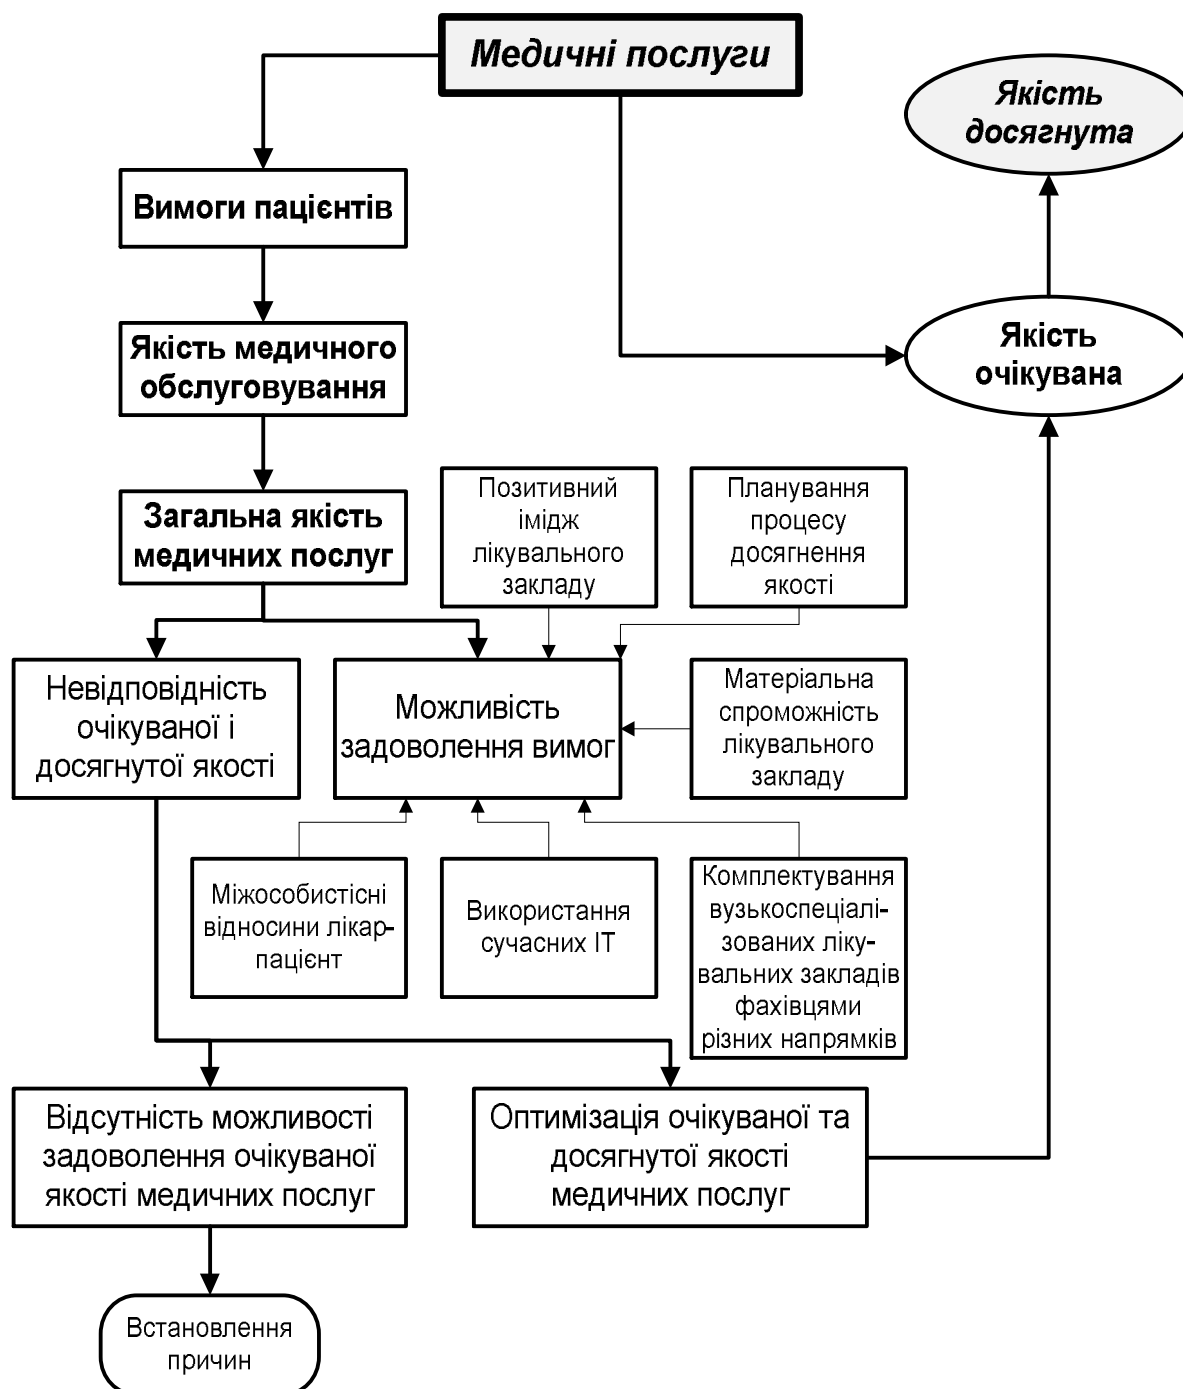 Медичні послуги
Якість
досягнута
Вимоги пацієнтів
Якість медичного
обслуговування
Якість
очікувана
Загальна якість
медичних послуг
Позитивний
імідж
лікувального
закладу
Планування
процесу
досягнення
якості
Невідповідність
очікуваної і
досягнутої якості
Можливість
задоволення вимог
Матеріальна
спроможність
лікувального
закладу
Міжособистісні
відносини лікар-
пацієнт
Використання
сучасних ІТ
Комплектування
вузькоспеціалі-
зованих ліку-
вальних закладів
фахівцями
різних напрямків
Відсутність можливості
задоволення очікуваної
якості медичних послуг
Оптимізація очікуваної та
досягнутої якості
медичних послуг
Встановлення
причин